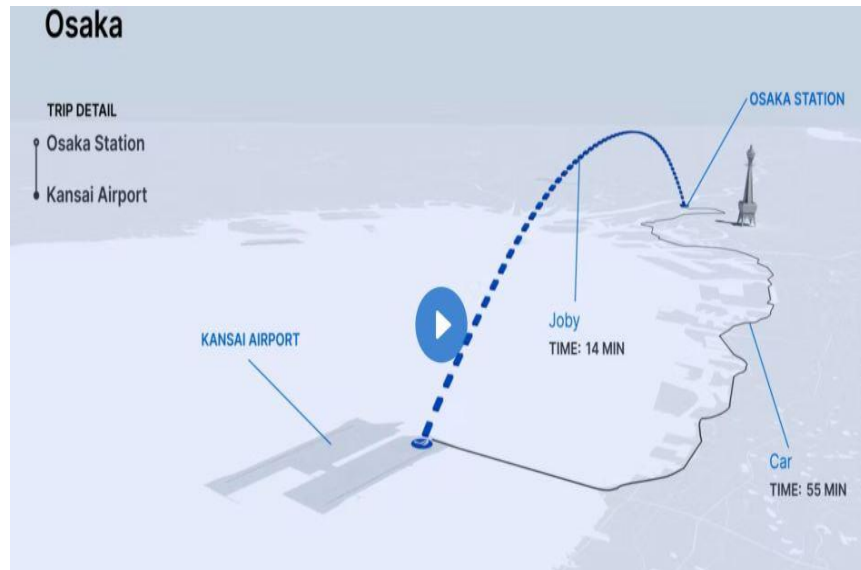 Osaka
TRIP DETAIL
Osaka Station
Kansai Airport
OSAKA STATION
Joby
TIME: 14 MIN
KANSAI AIRPORT
Car
TIME: 55 MIN